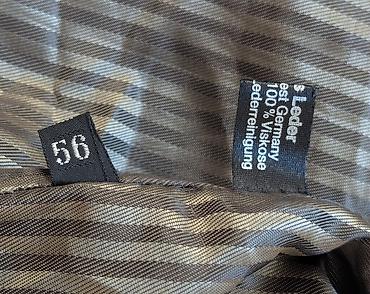 56
s Leder
est Germany
100 % Viskose
Lederreinigung